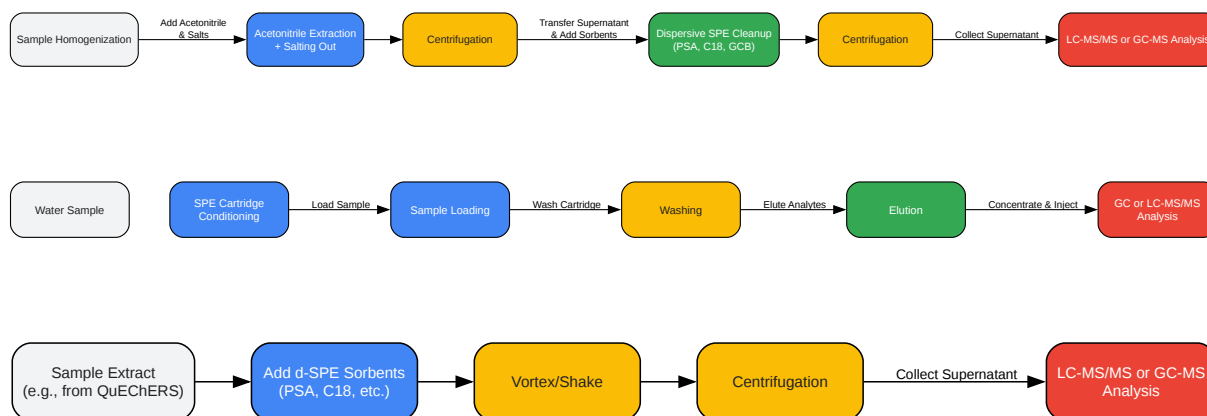 Sample Homogenization
Add Acetonitrile
& Salts
Acetonitrile Extraction
+ Salting Out
Centrifugation
Transfer Supernatant
& Add Sorbents
Dispersive SPE Cleanup
(PSA, C18, GCB)
Centrifugation
Collect Supernatant
LC-MS/MS or GC-MS Analysis
Water Sample
SPE Cartridge
Conditioning
Load Sample
Sample Loading
Wash Cartridge
Washing
Elute Analytes
Elution
Concentrate & Inject
GC or LC-MS/MS
Analysis
Sample Extract
(e.g., from QuEChERS)
Add d-SPE Sorbents
(PSA, C18, etc.)
Vortex/Shake
Centrifugation
Collect Supernatant
LC-MS/MS or GC-MS
Analysis